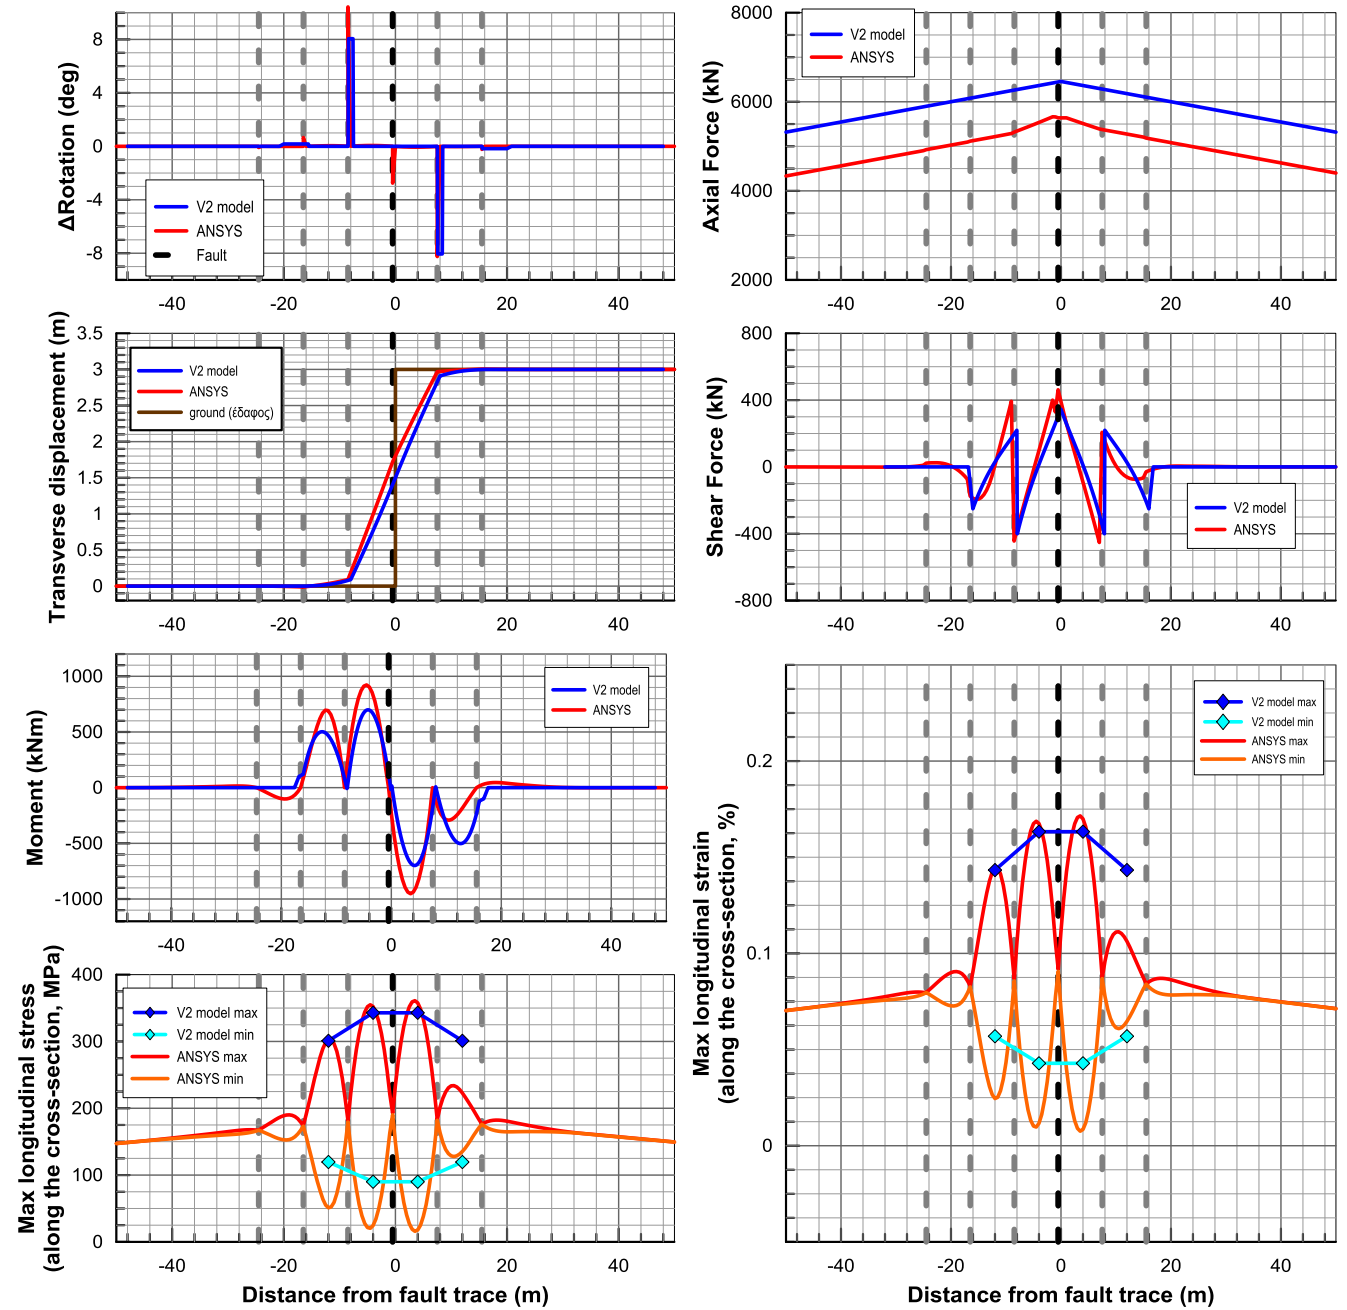 8
4
0
-4
-8
ΔRotation (deg)
V2 model
ANSYS
Fault
-40
-20
0
20
40
8000
6000
4000
2000
Axial Force (kN)
V2 model
ANSYS
-40
-20
0
20
40
3.5
3
2.5
2
1.5
1
0.5
0
Transverse displacement (m)
V2 model
ANSYS
ground (έδαφος)
-40
-20
0
20
40
800
400
0
-400
-800
Shear Force (kN)
V2 model
ANSYS
-40
-20
0
20
40
1000
500
0
-500
-1000
Moment (kNm)
V2 model
ANSYS
-40
-20
0
20
40
400
300
200
100
0
Max longitudinal stress
(along the cross-section, MPa)
V2 model max
V2 model min
ANSYS max
ANSYS min
-40
-20
0
20
40
Distance from fault trace (m)
0.2
0.1
0
Max longitudinal strain
(along the cross-section, %)
V2 model max
V2 model min
ANSYS max
ANSYS min
-40
-20
0
20
40
Distance from fault trace (m)